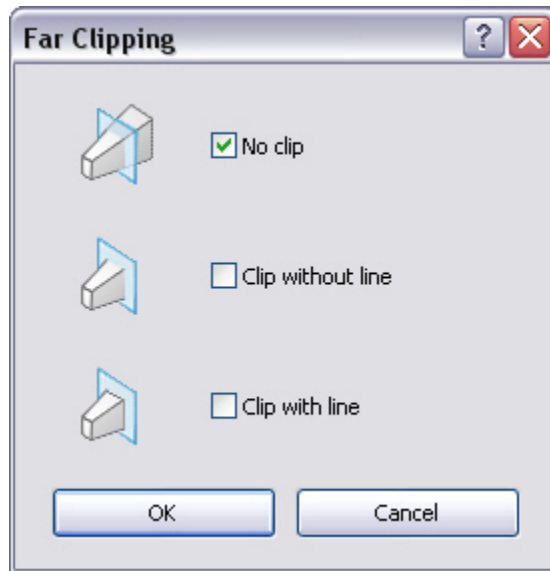 Far Clipping
?
No clip
Clip without line
Clip with line
OK
Cancel